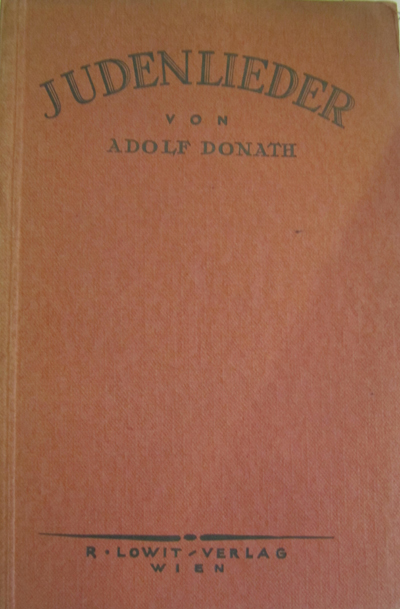 JUDENLIEDER
VON
ADOLF DONATH
R · LOWIT - VERLAG
WIEN